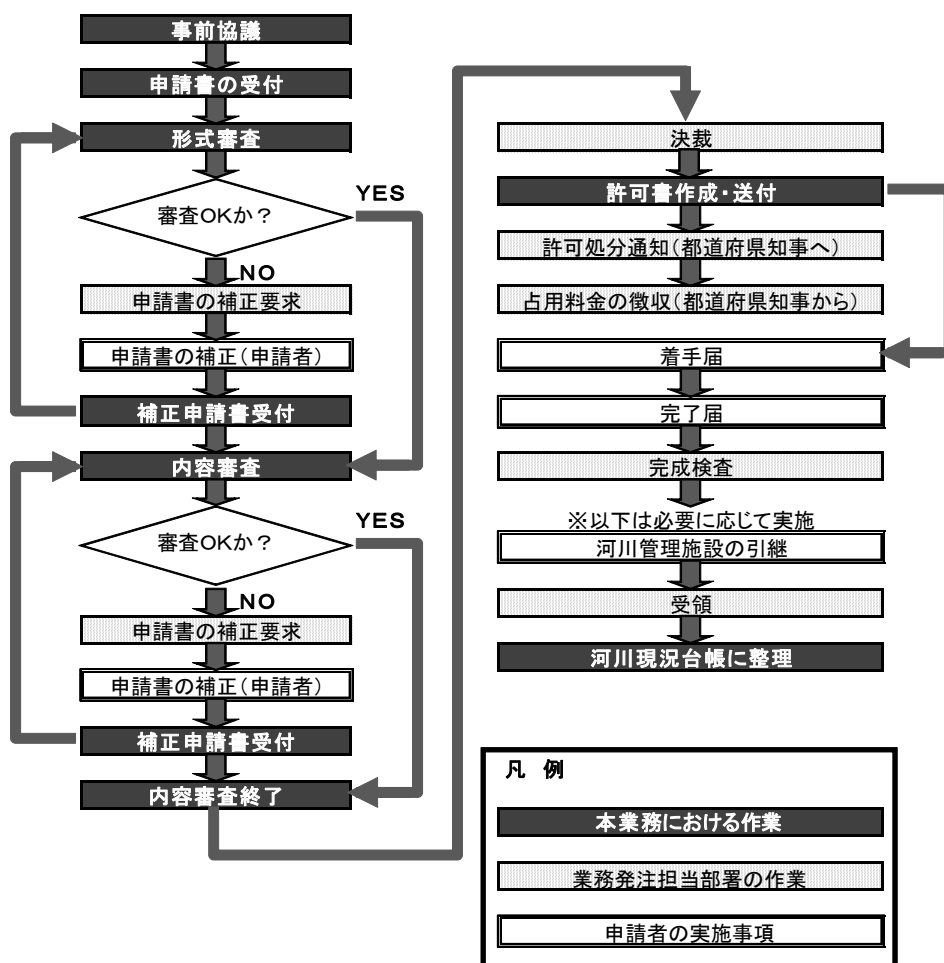 事前協議
申請書の受付
形式審査
審査OKか？
YES
NO
申請書の補正要求
申請書の補正（申請者）
補正申請書受付
内容審査
審査OKか？
YES
NO
申請書の補正要求
申請書の補正（申請者）
補正申請書受付
内容審査終了
決裁
許可書作成・送付
許可処分通知（都道府県知事へ）
占用料金の徴収（都道府県知事から）
着手届
完了届
完成検査
※以下は必要に応じて実施
河川管理施設の引継
受領
河川現況台帳に整理
凡 例
本業務における作業
業務発注担当部署の作業
申請者の実施事項